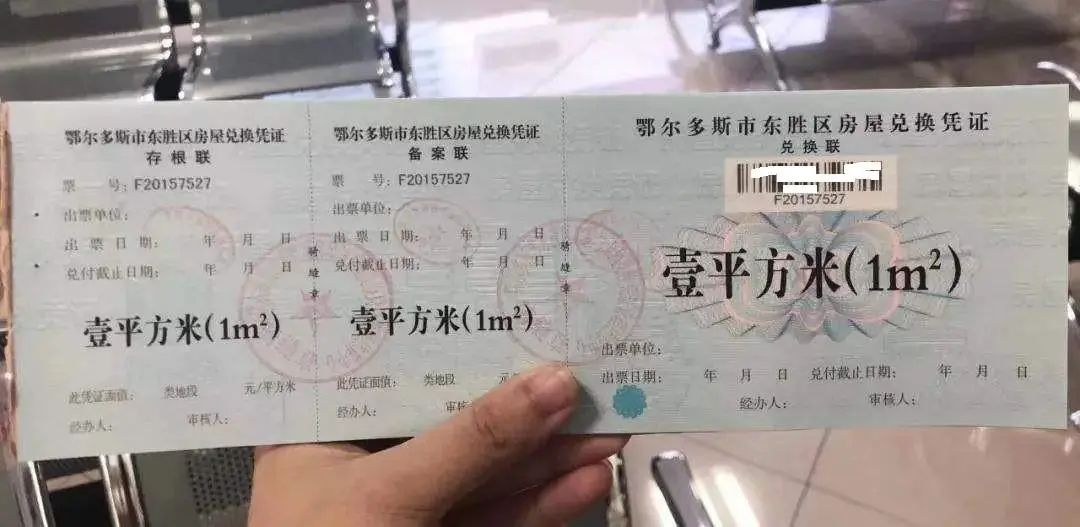 鄂尔多斯市东胜区房屋兑换凭证
存根联
票 号：F20157527
出票单位：
出票日期： 年 月 日
兑付截止日期： 年 月 日
壹平方米(1m²)
此凭证面值： 类地段 元/平方米
经办人： 审核人：
骑缝章
鄂尔多斯市东胜区房屋兑换凭证
备案联
票 号：F20157527
出票单位：
出票日期： 年 月 日
兑付截止日期： 年 月 日
壹平方米(1m²)
此凭证面值： 类地段
经办人： 审核人：
骑缝章
鄂尔多斯市东胜区房屋兑换凭证
兑换联
F20157527
壹平方米(1m²)
出票单位：
出票日期： 年 月 日 兑付截止日期： 年 月 日
经办人： 审核人：